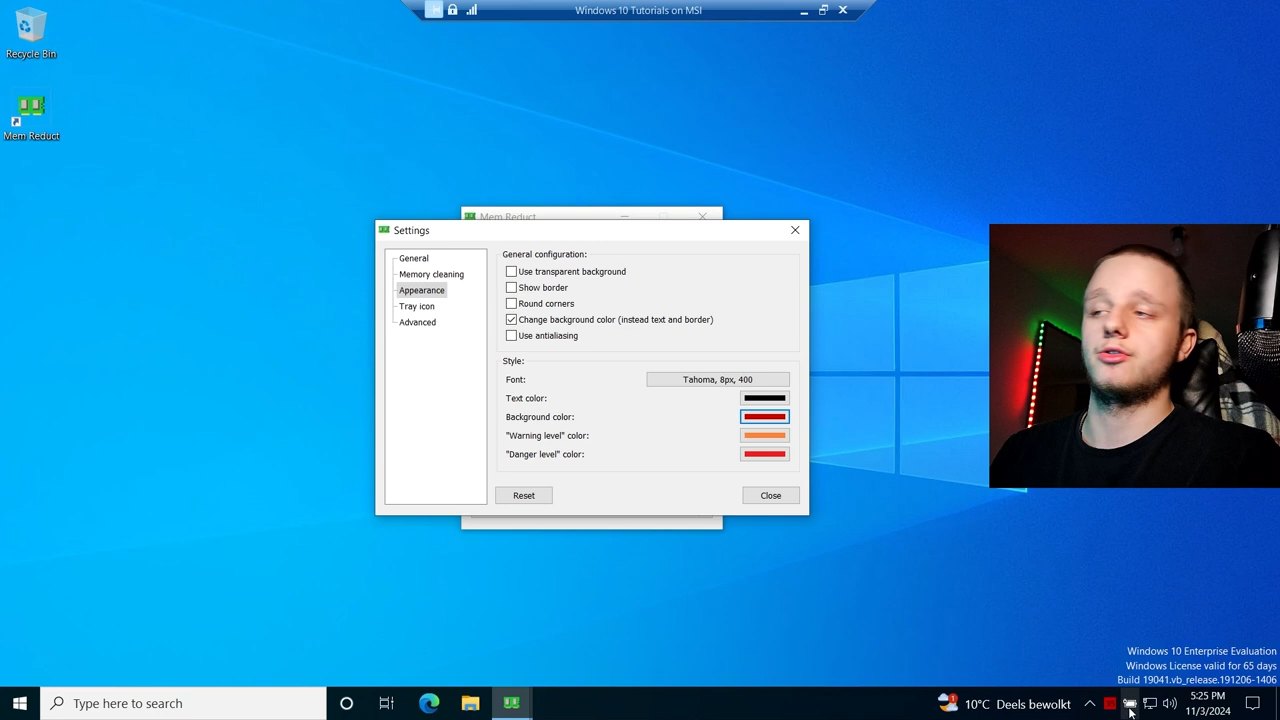 Windows 10 Tutorials on MSI
Recycle Bin
Mem Reduct
Mem Reduct
Settings
General
Memory cleaning
Appearance
Tray icon
Advanced
General configuration:
Use transparent background
Show border
Round corners
Change background color (instead text and border)
Use antialiasing
Style:
Font:
Tahoma, 8px, 400
Text color:
Background color:
"Warning level" color:
"Danger level" color:
Reset
Close
Windows 10 Enterprise Evaluation
Windows License valid for 65 days
Build 19041.vb_release.191206-1406
Type here to search
10°C Deels bewolkt
5:25 PM
11/3/2024